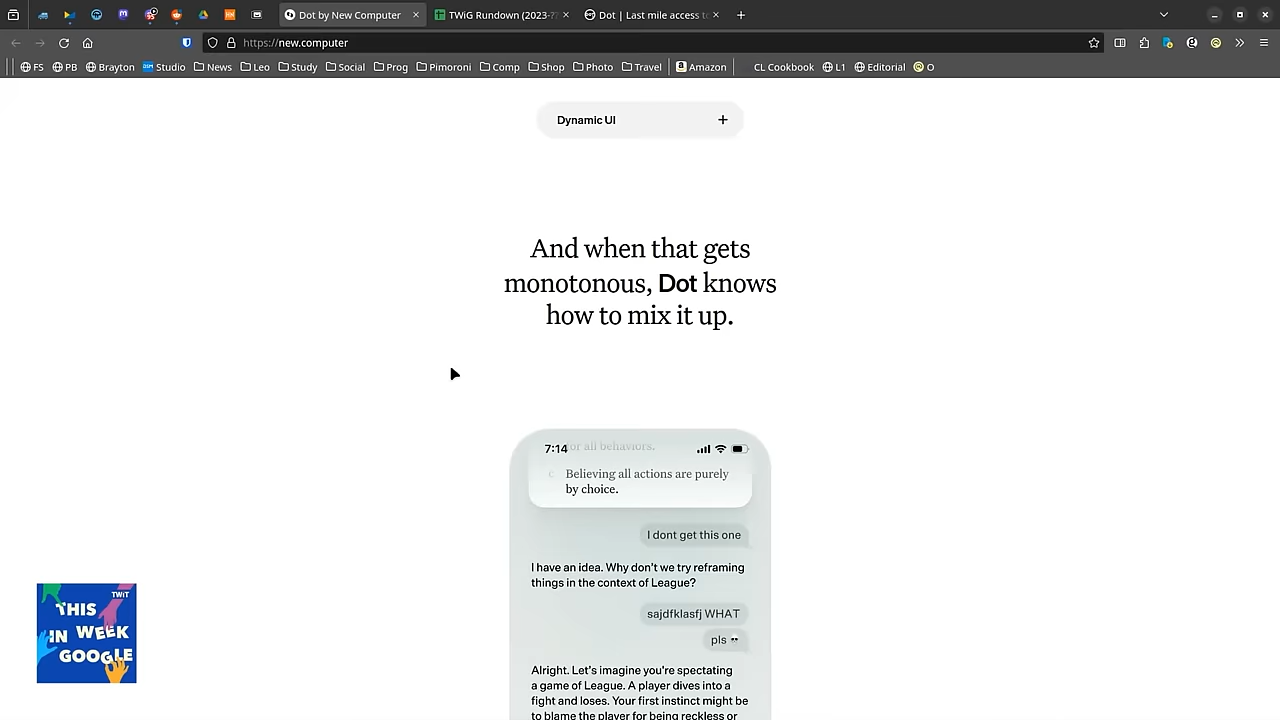 Dot by New Computer
TWiG Rundown (2023-??
Dot | Last mile access to
https://new.computer
FS
PB
Brayton
Studio
News
Leo
Study
Social
Prog
Pimoroni
Comp
Shop
Photo
Travel
Amazon
CL Cookbook
L1
Editorial
O
Dynamic UI
And when that gets
monotonous, Dot knows
how to mix it up.
7:14
for all behaviors.
C
Believing all actions are purely
by choice.
I dont get this one
I have an idea. Why don't we try reframing
things in the context of League?
sajdfklasfj WHAT
pls
Alright. Let's imagine you're spectating
a game of League. A player dives into a
fight and loses. Your first instinct might be
to blame the player for being reckless or
TWiT
THIS
IN WEEK
GOOGLE